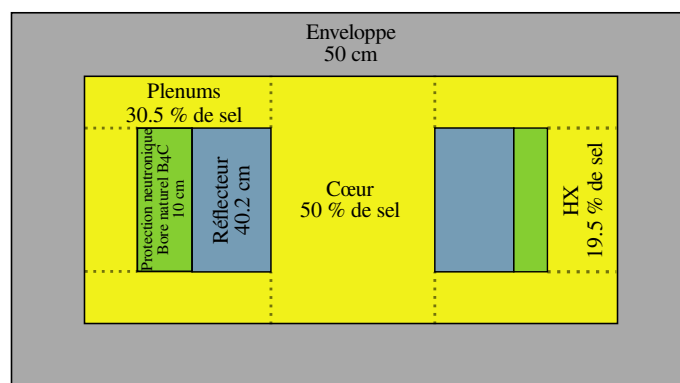 Enveloppe
50 cm
Plenums
30.5 % de sel
Protection neutronique
Bore naturel B4C
10 cm
Réflecteur
40.2 cm
Cœur
50 % de sel
HX
19.5 % de sel